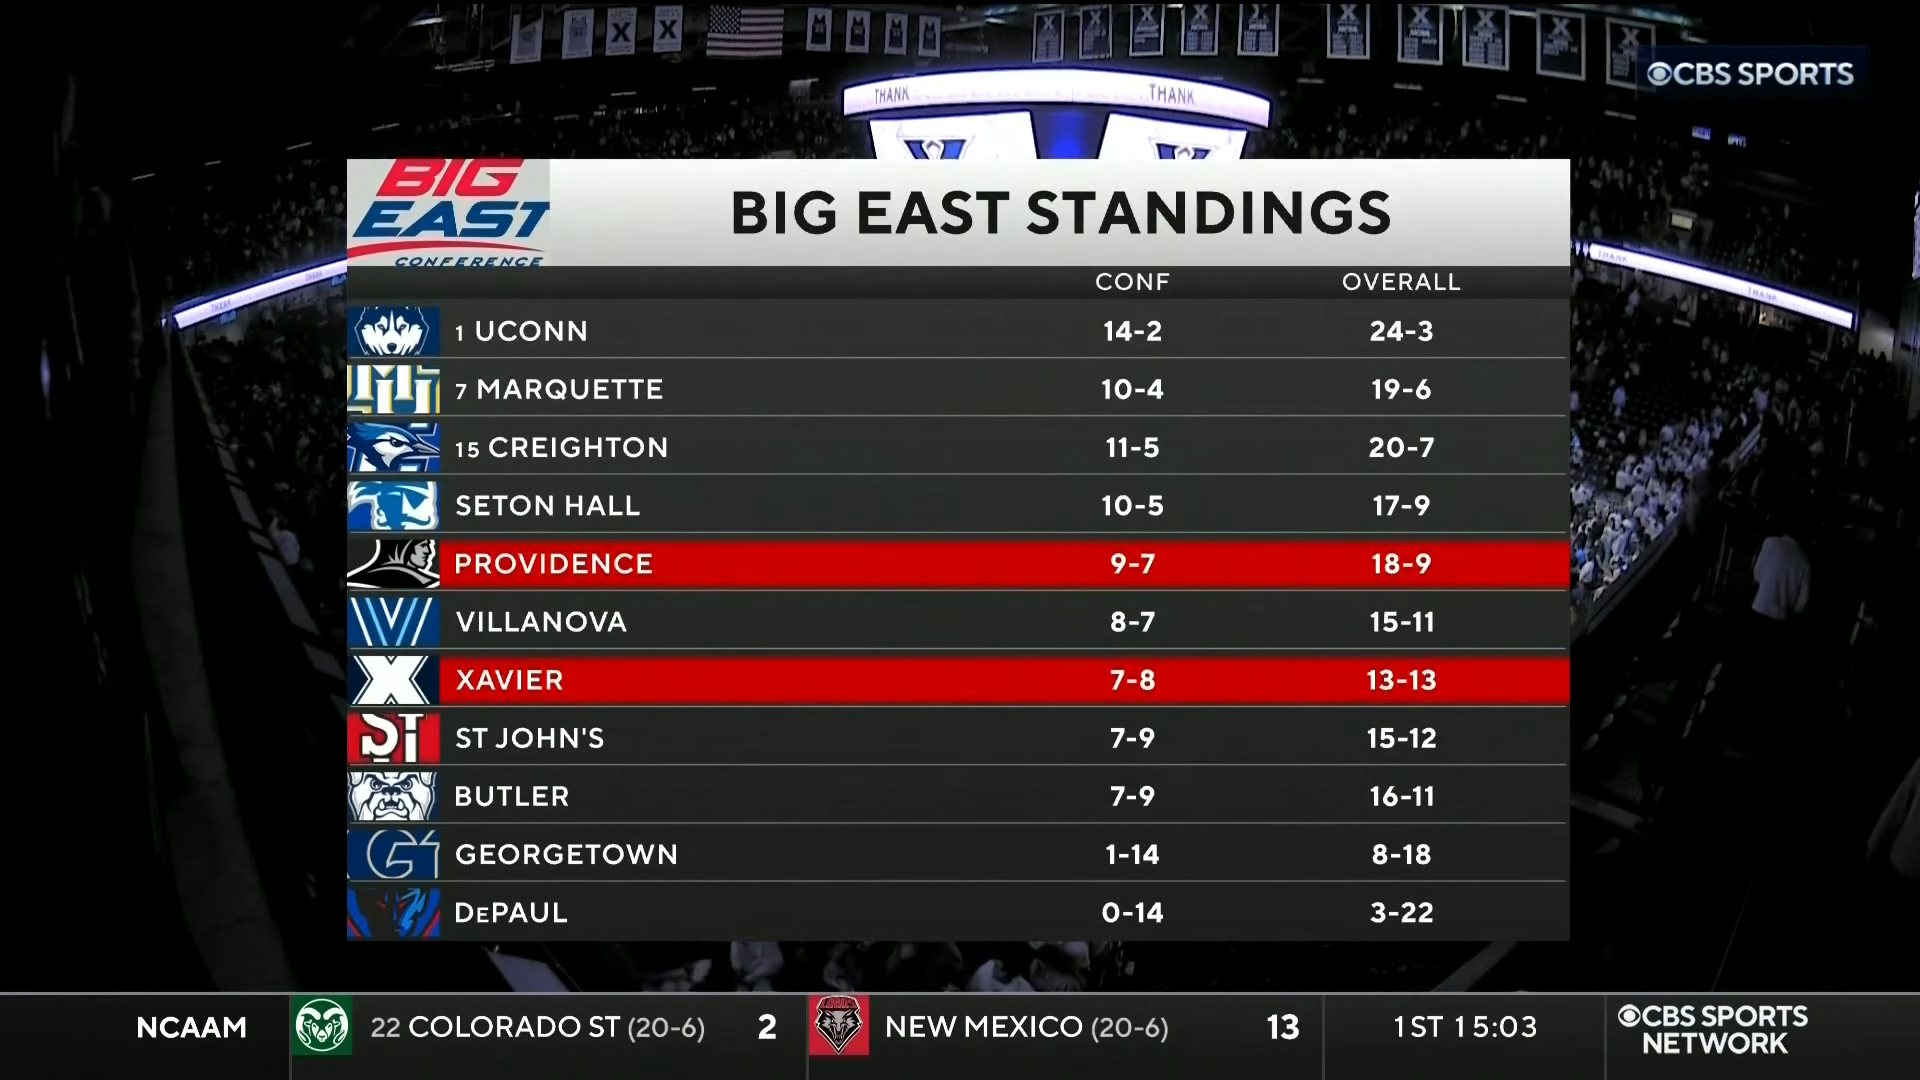 CBS SPORTS
THANK THANK
BIG EAST CONFERENCE
BIG EAST STANDINGS
CONF OVERALL
1 UCONN 14-2 24-3
7 MARQUETTE 10-4 19-6
15 CREIGHTON 11-5 20-7
SETON HALL 10-5 17-9
PROVIDENCE 9-7 18-9
VILLANOVA 8-7 15-11
XAVIER 7-8 13-13
ST JOHN'S 7-9 15-12
BUTLER 7-9 16-11
GEORGETOWN 1-14 8-18
DePAUL 0-14 3-22
NCAAM 22 COLORADO ST (20-6) 2 NEW MEXICO (20-6) 13 1ST 15:03 CBS SPORTS NETWORK